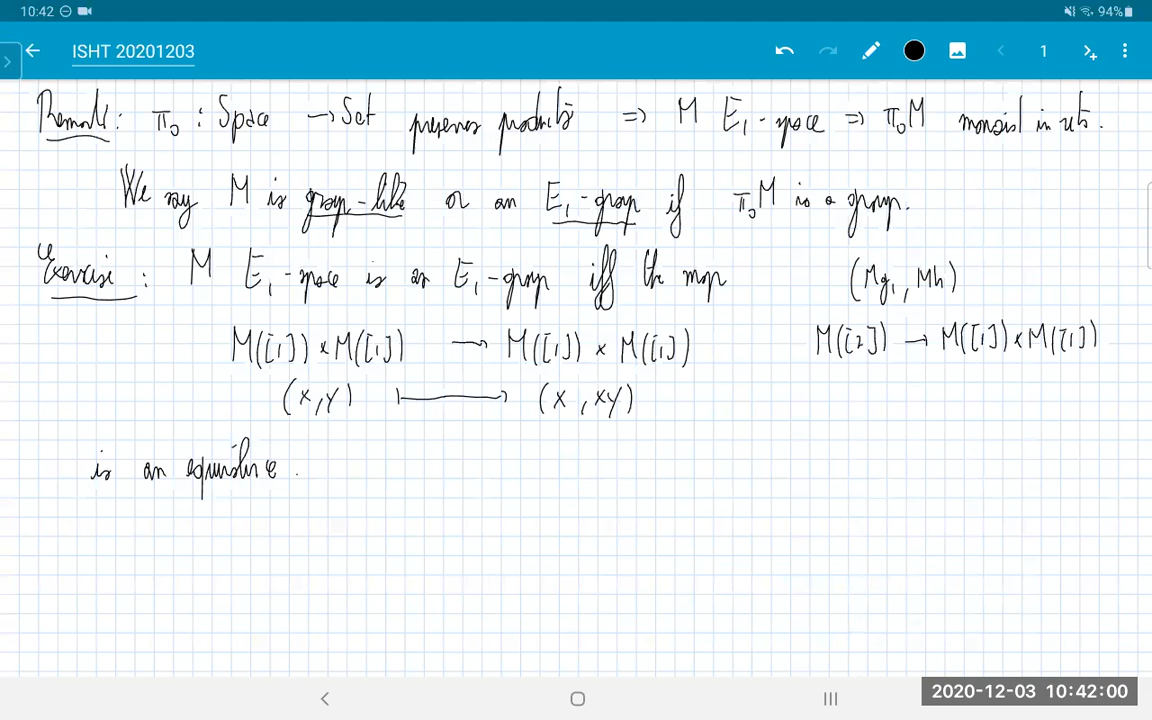 10:42 94%
ISHT 20201203 1
Remark: π₀ : Space → Set preserves products ⇒ M E₁-space ⇒ π₀M monoid in sets.
We say M is group-like or an E₁-group if π₀M is a group.
Exercise: M E₁-space is an E₁-group iff the map (Mg₁, Mh)
M([1]) × M([1]) → M([1]) × M([1]) M([2]) → M([1]) × M([1])
(x, y) ⟼ (x, xy)
is an equivalence.
2020-12-03 10:42:00